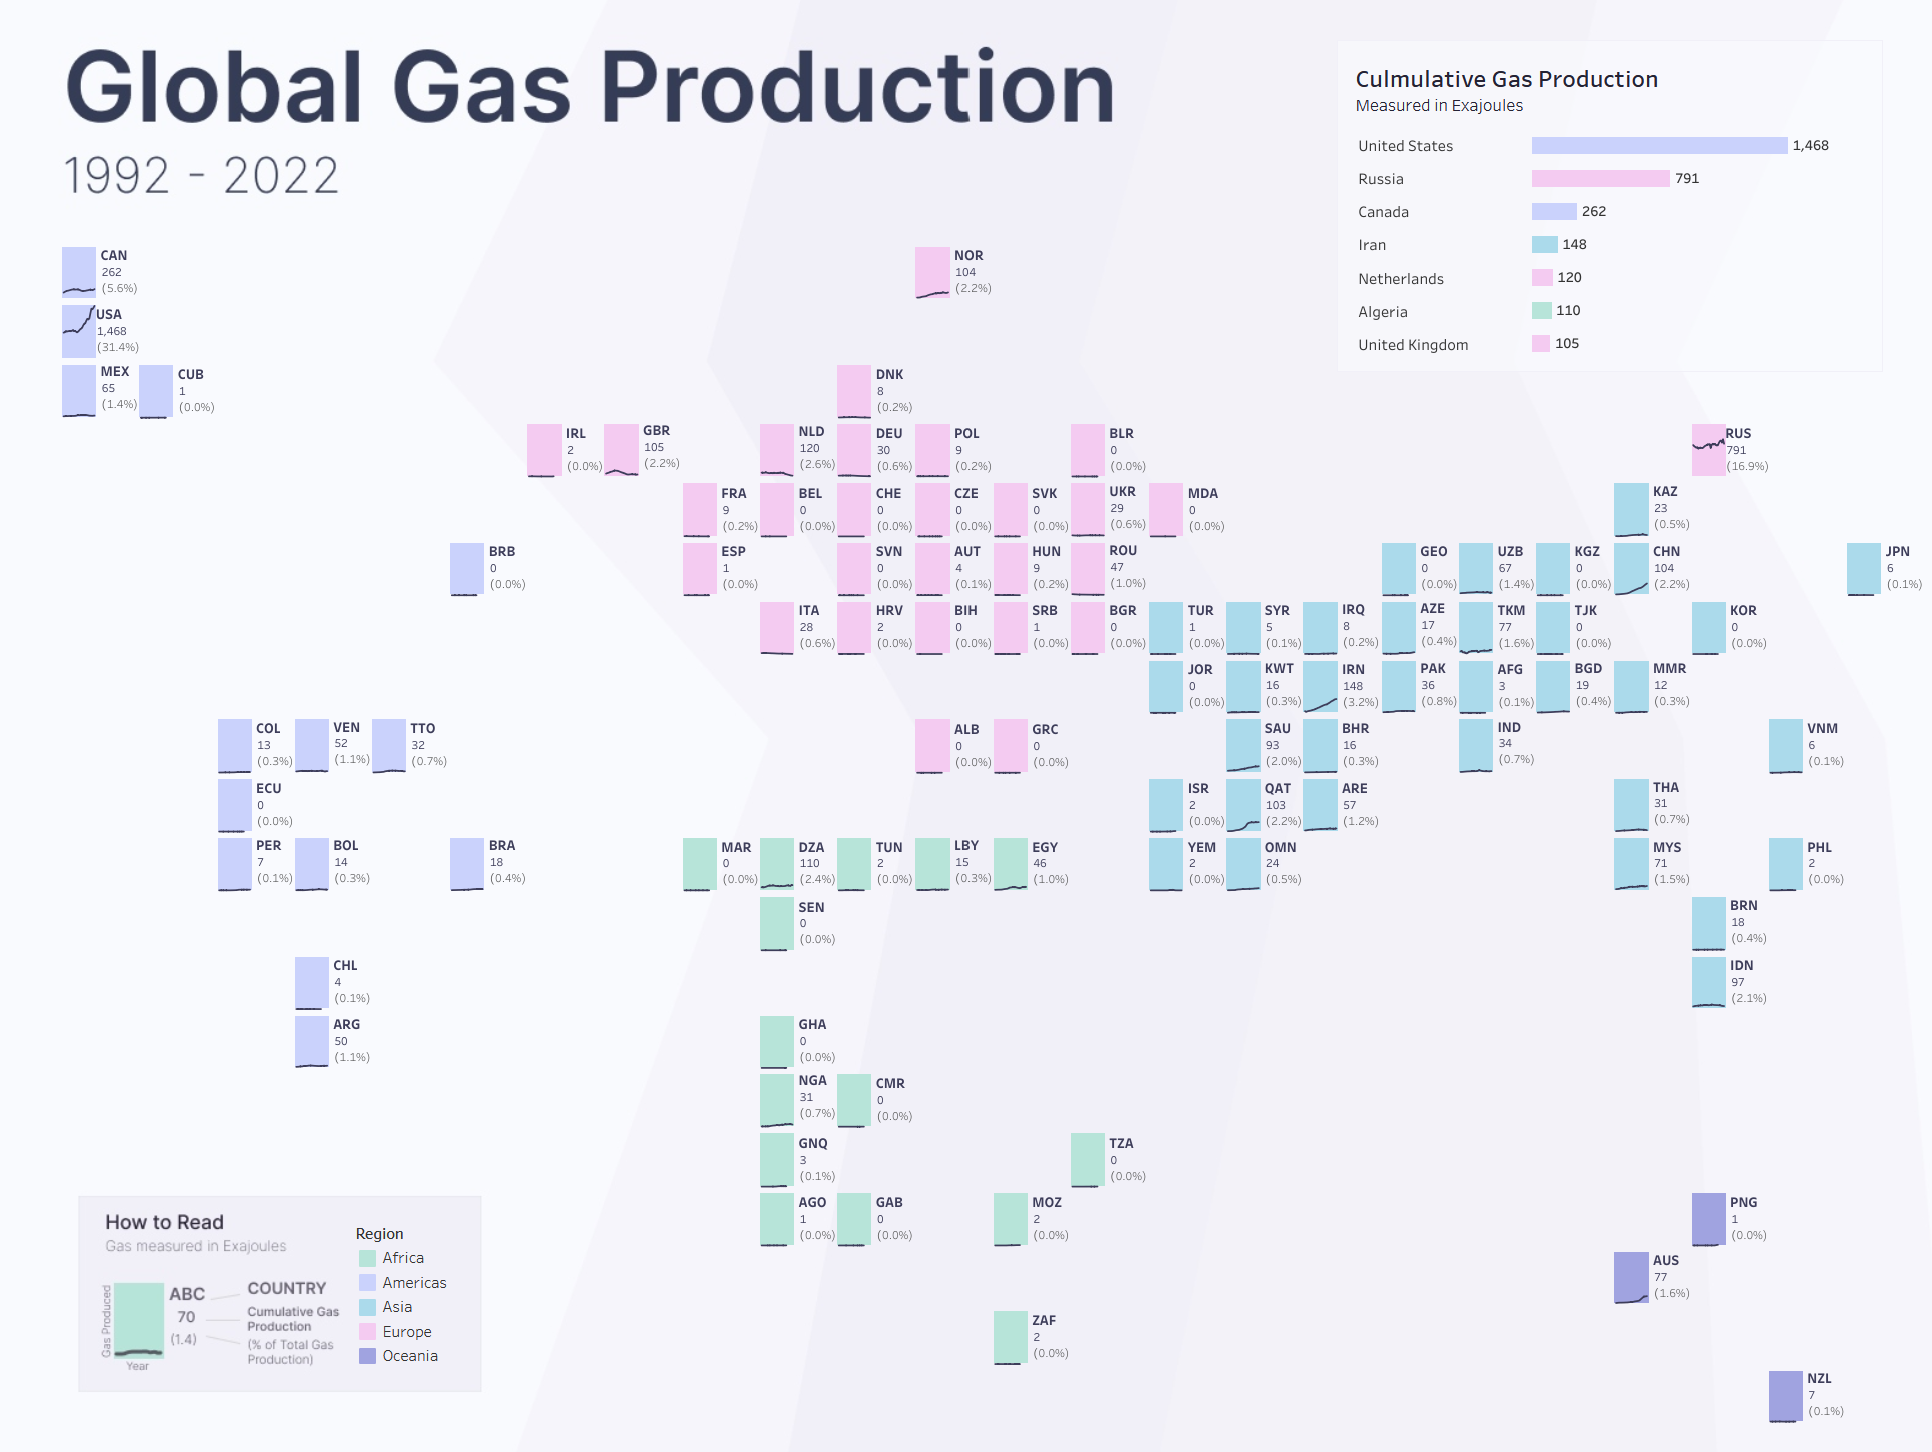 Global Gas Production
1992 - 2022
Culmulative Gas Production
Measured in Exajoules
United States 1,468
Russia 791
Canada 262
Iran 148
Netherlands 120
Algeria 110
United Kingdom 105
CAN
262
(5.6%)
NOR
104
(2.2%)
USA
1,468
(31.4%)
MEX
65
(1.4%)
CUB
1
(0.0%)
DNK
8
(0.2%)
IRL
2
(0.0%)
GBR
105
(2.2%)
NLD
120
(2.6%)
DEU
30
(0.6%)
POL
9
(0.2%)
BLR
0
(0.0%)
RUS
791
(16.9%)
FRA
9
(0.2%)
BEL
0
(0.0%)
CHE
0
(0.0%)
CZE
0
(0.0%)
SVK
0
(0.0%)
UKR
29
(0.6%)
MDA
0
(0.0%)
KAZ
23
(0.5%)
BRB
0
(0.0%)
ESP
1
(0.0%)
SVN
0
(0.0%)
AUT
4
(0.1%)
HUN
9
(0.2%)
ROU
47
(1.0%)
GEO
0
(0.0%)
UZB
67
(1.4%)
KGZ
0
(0.0%)
CHN
104
(2.2%)
JPN
6
(0.1%)
ITA
28
(0.6%)
HRV
2
(0.0%)
BIH
0
(0.0%)
SRB
1
(0.0%)
BGR
0
(0.0%)
TUR
1
(0.0%)
SYR
5
(0.1%)
IRQ
8
(0.2%)
AZE
17
(0.4%)
TKM
77
(1.6%)
TJK
0
(0.0%)
KOR
0
(0.0%)
JOR
0
(0.0%)
KWT
16
(0.3%)
IRN
148
(3.2%)
PAK
36
(0.8%)
AFG
3
(0.1%)
BGD
19
(0.4%)
MMR
12
(0.3%)
COL
13
(0.3%)
VEN
52
(1.1%)
TTO
32
(0.7%)
ALB
0
(0.0%)
GRC
0
(0.0%)
SAU
93
(2.0%)
BHR
16
(0.3%)
IND
34
(0.7%)
VNM
6
(0.1%)
ECU
0
(0.0%)
ISR
2
(0.0%)
QAT
103
(2.2%)
ARE
57
(1.2%)
THA
31
(0.7%)
PER
7
(0.1%)
BOL
14
(0.3%)
BRA
18
(0.4%)
MAR
0
(0.0%)
DZA
110
(2.4%)
TUN
2
(0.0%)
LBY
15
(0.3%)
EGY
46
(1.0%)
YEM
2
(0.0%)
OMN
24
(0.5%)
MYS
71
(1.5%)
PHL
2
(0.0%)
SEN
0
(0.0%)
BRN
18
(0.4%)
CHL
4
(0.1%)
IDN
97
(2.1%)
ARG
50
(1.1%)
GHA
0
(0.0%)
NGA
31
(0.7%)
CMR
0
(0.0%)
GNQ
3
(0.1%)
TZA
0
(0.0%)
AGO
1
(0.0%)
GAB
0
(0.0%)
MOZ
2
(0.0%)
PNG
1
(0.0%)
AUS
77
(1.6%)
ZAF
2
(0.0%)
NZL
7
(0.1%)
How to Read
Gas measured in Exajoules
Gas Produced
Year
ABC
70
(1.4)
COUNTRY
Cumulative Gas
Production
(% of Total Gas
Production)
Region
Africa
Americas
Asia
Europe
Oceania